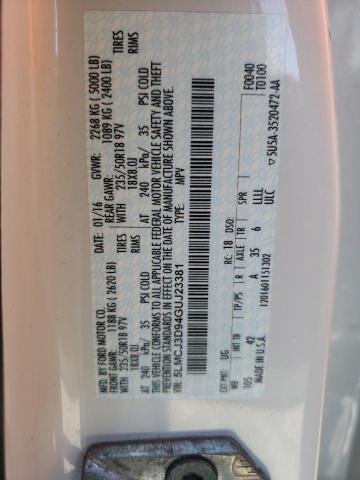 MFD. BY FORD MOTOR CO.
DATE: 01/16 GVWR: 2268 KG ( 5000 LB)
FRONT GAWR: 1188 KG ( 2620 LB) REAR GAWR: 1089 KG ( 2400 LB)
WITH 235/50R18 97V TIRES WITH 235/50R18 97V TIRES
18X8.0J RIMS 18X8.0J RIMS
AT 240 kPa/ 35 PSI COLD AT 240 kPa/ 35 PSI COLD
THIS VEHICLE CONFORMS TO ALL APPLICABLE FEDERAL MOTOR VEHICLE SAFETY AND THEFT
PREVENTION STANDARDS IN EFFECT ON THE DATE OF MANUFACTURE SHOWN ABOVE.
VIN: 5LMCJ3D94GUJ23381
TYPE: MPV
F0040
T0100
EXT PNT: UG RC: 18 DSO:
WB BRK INT TR TP/PS R AXLE TR SPR
105 42 A 35 6 LLLL
MADE IN U.S.A. 1201601151302 ULC
▽5U5A-3520472-AA